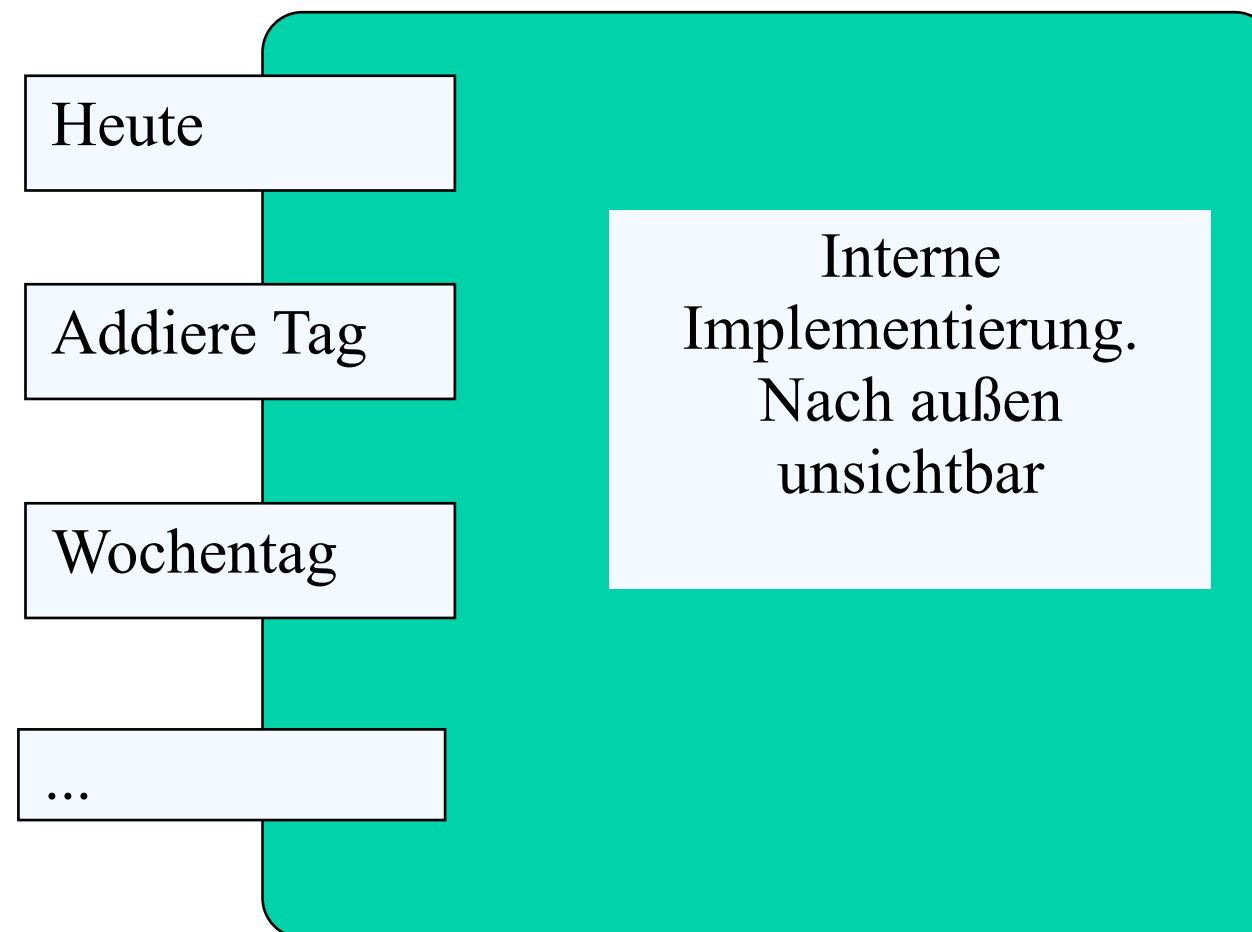 Heute
Addiere Tag
Wochentag
...
Interne
Implementierung.
Nach außen
unsichtbar